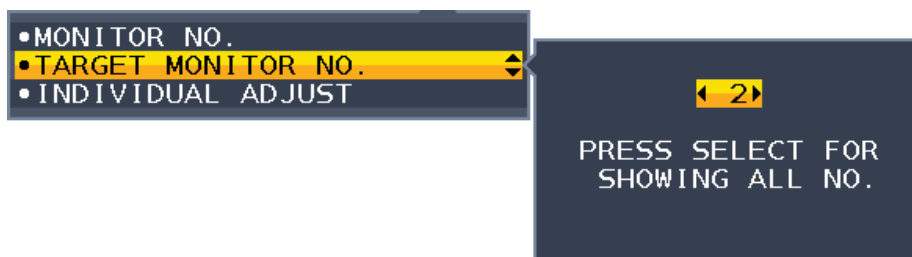 •MONITOR NO.
•TARGET MONITOR NO.
•INDIVIDUAL ADJUST
2
PRESS SELECT FOR
SHOWING ALL NO.